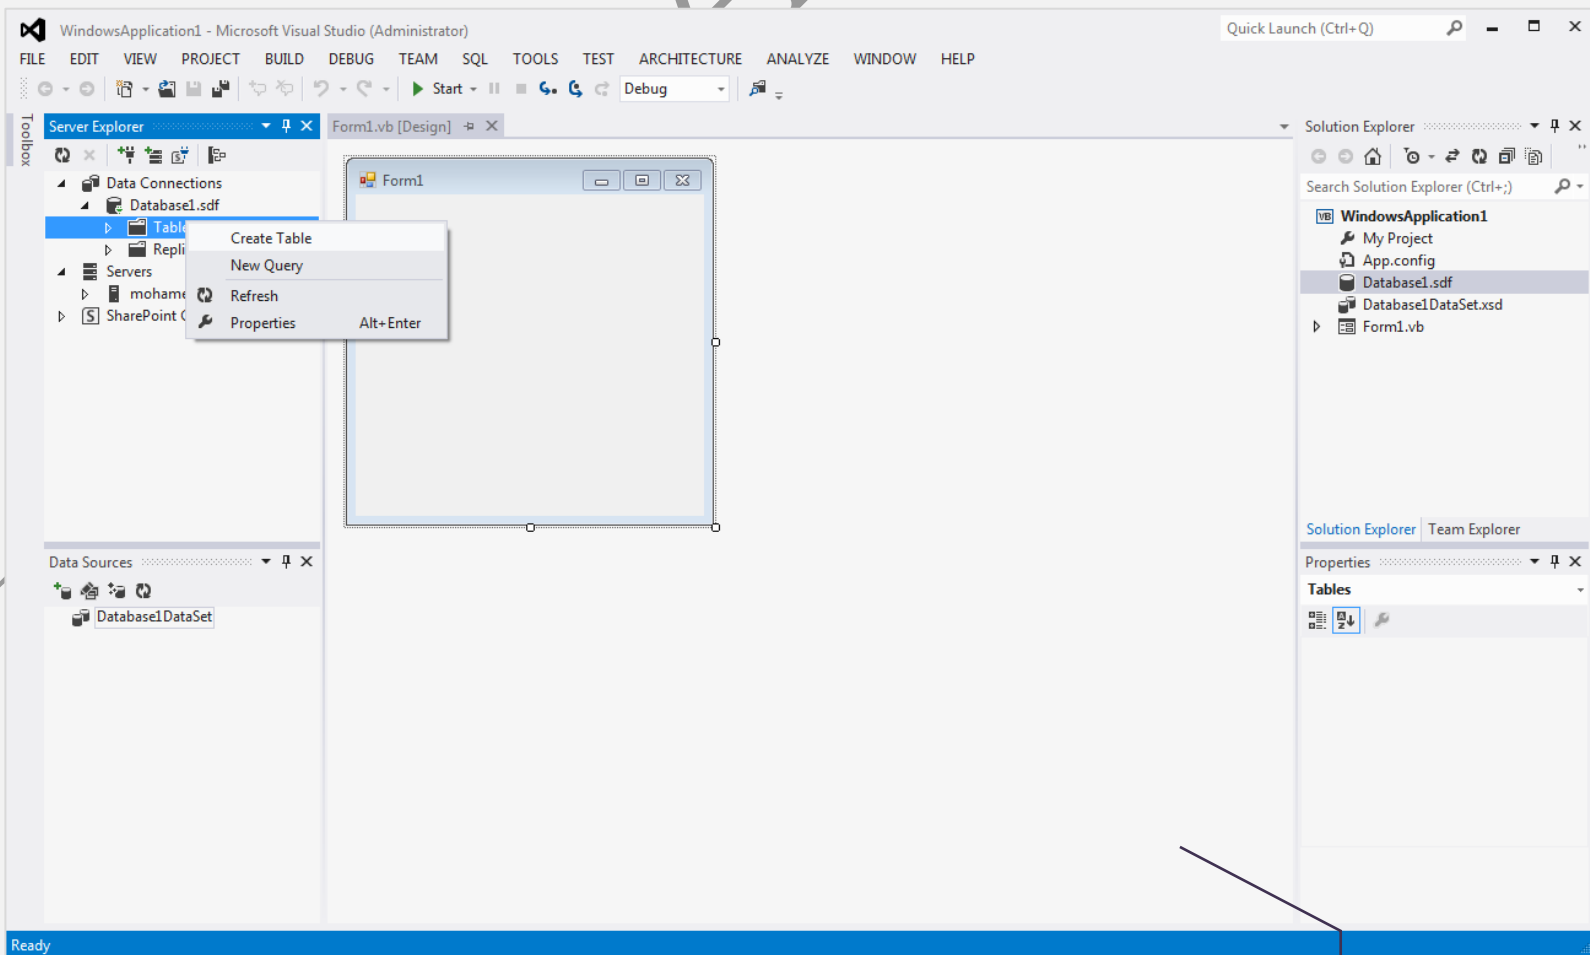 WindowsApplication1 - Microsoft Visual Studio (Administrator)
Quick Launch (Ctrl+Q)
FILE EDIT VIEW PROJECT BUILD DEBUG TEAM SQL TOOLS TEST ARCHITECTURE ANALYZE WINDOW HELP
Start Debug
Toolbox
Server Explorer
Data Connections
Database1.sdf
Table
Repli
Servers
mohame
SharePoint
Create Table
New Query
Refresh
Properties Alt+Enter
Form1.vb [Design]
Form1
Data Sources
Database1DataSet
Solution Explorer
Search Solution Explorer (Ctrl+;)
VB WindowsApplication1
My Project
App.config
Database1.sdf
Database1DataSet.xsd
Form1.vb
Solution Explorer Team Explorer
Properties
Tables
Ready